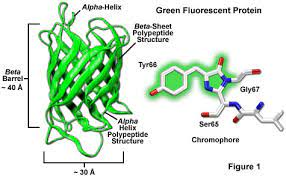 Green Fluorescent Protein
Alpha-Helix
Beta-Sheet
Polypeptide
Structure
Beta
Barrel
~ 40 Å
Alpha
Helix
Polypeptide
Structure
~ 30 Å
Tyr66
Gly67
Ser65
Chromophore
Figure 1